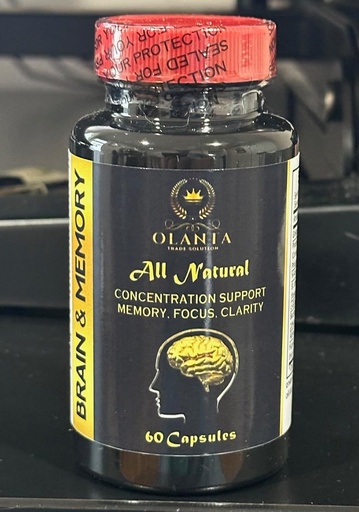 SEALED FOR YOUR PROTECTION
BRAIN & MEMORY
OLANIA
TRADE SOLUTION
All Natural
CONCENTRATION SUPPORT
MEMORY, FOCUS, CLARITY
60 Capsules